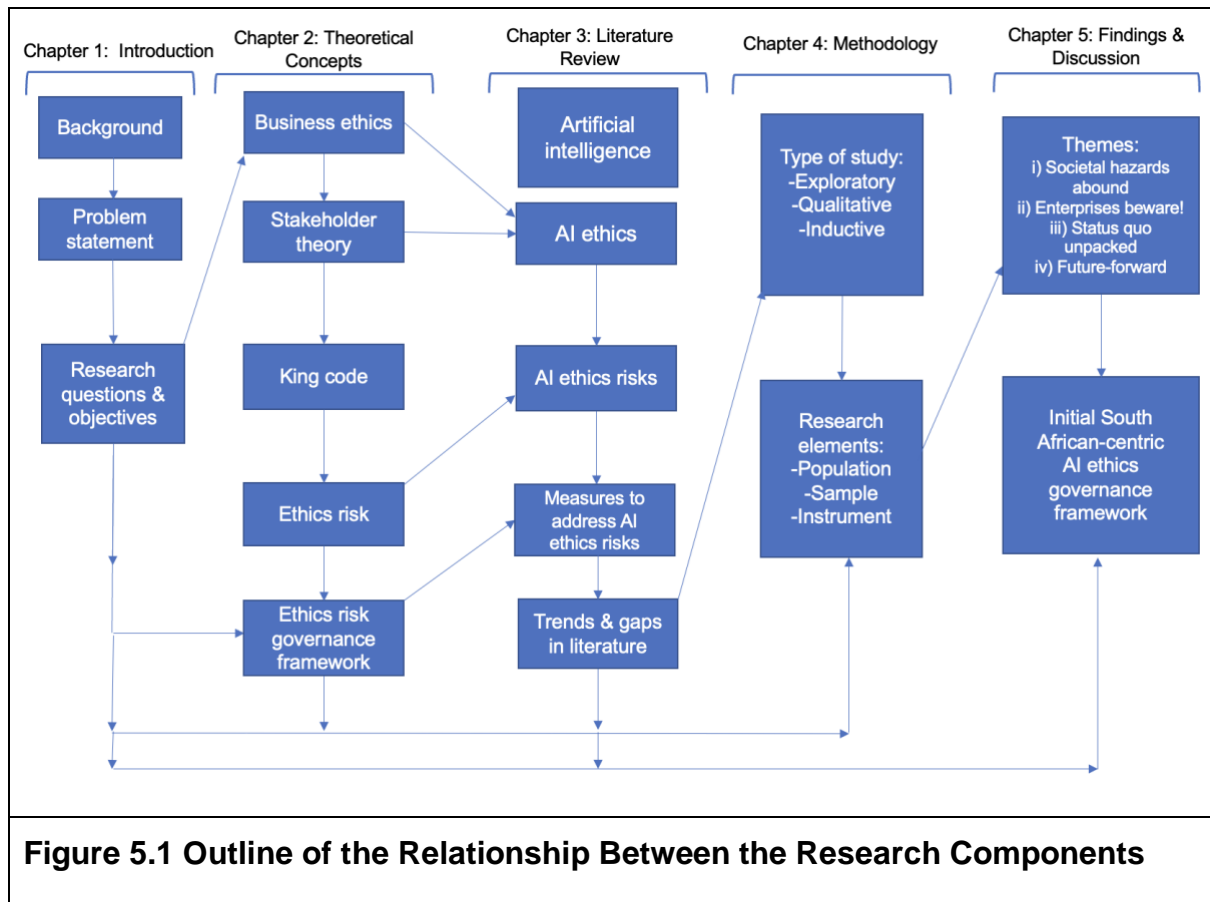 Chapter 1:  Introduction
Background
Problem
statement
Research
questions &
objectives
Chapter 2: Theoretical
Concepts
Business ethics
Stakeholder
theory
King code
Ethics risk
Ethics risk
governance
framework
Chapter 3: Literature
Review
Artificial
intelligence
AI ethics
AI ethics risks
Measures to
address AI
ethics risks
Trends & gaps
in literature
Chapter 4: Methodology
Type of study:
-Exploratory
-Qualitative
-Inductive
Research
elements:
-Population
-Sample
-Instrument
Chapter 5: Findings &
Discussion
Themes:
i) Societal hazards
abound
ii) Enterprises beware!
iii) Status quo
unpacked
iv) Future-forward
Initial South
African-centric
AI ethics
governance
framework
Figure 5.1 Outline of the Relationship Between the Research Components